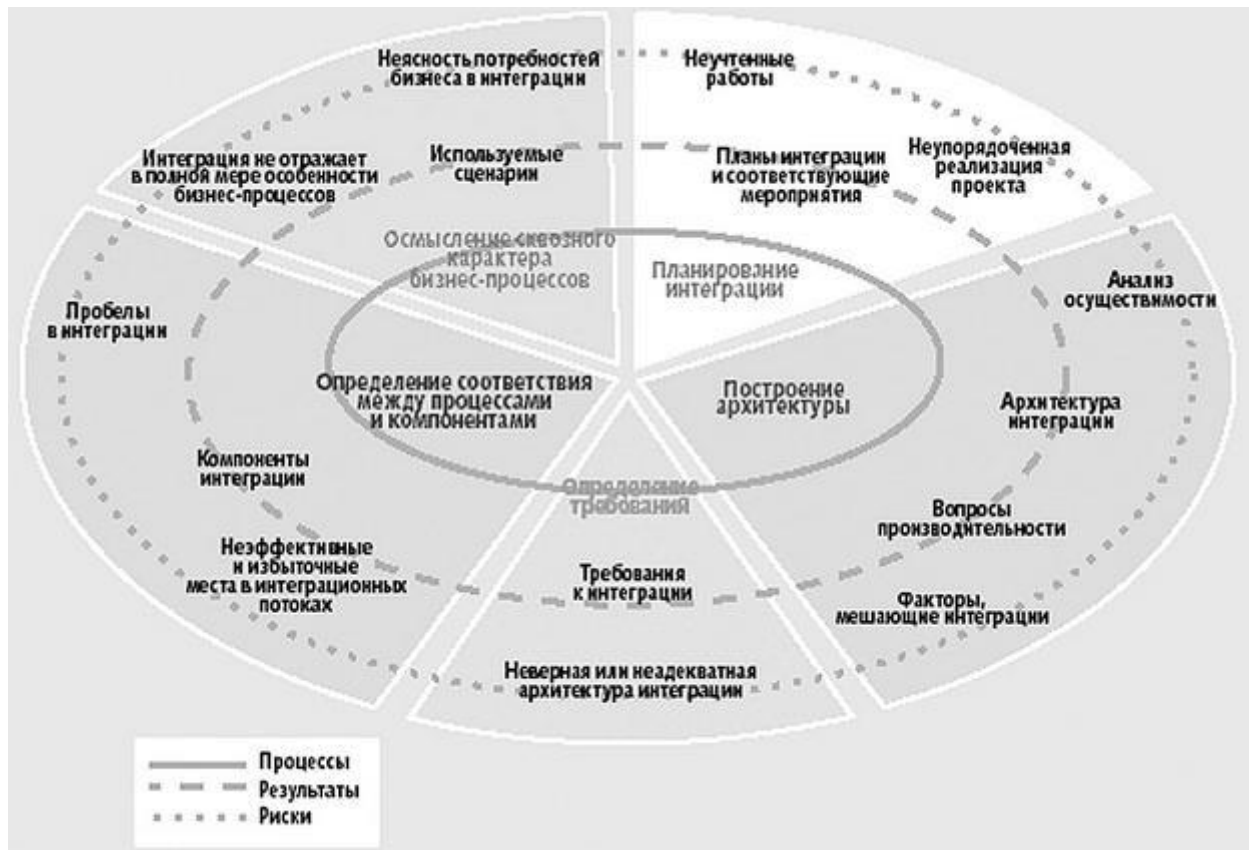 Неясность потребностей
бизнеса в интеграции
Неучтенные
работы
Интеграция не отражает
в полной мере особенности
бизнес-процессов
Используемые
сценарии
Планы интеграции
и соответствующие
мероприятия
Неупорядоченная
реализация
проекта
Осмысление сквозного
характера
бизнес-процессов
Планирование
интеграции
Анализ
осуществимости
Пробелы
в интеграции
Определение соответствия
между процессами
и компонентами
Построение
архитектуры
Архитектура
интеграции
Компоненты
интеграции
Определение
требований
Вопросы
производительности
Неэффективные
и избыточные
места в интеграционных
потоках
Требования
к интеграции
Факторы,
мешающие интеграции
Неверная или неадекватная
архитектура интеграции
Процессы
Результаты
Риски